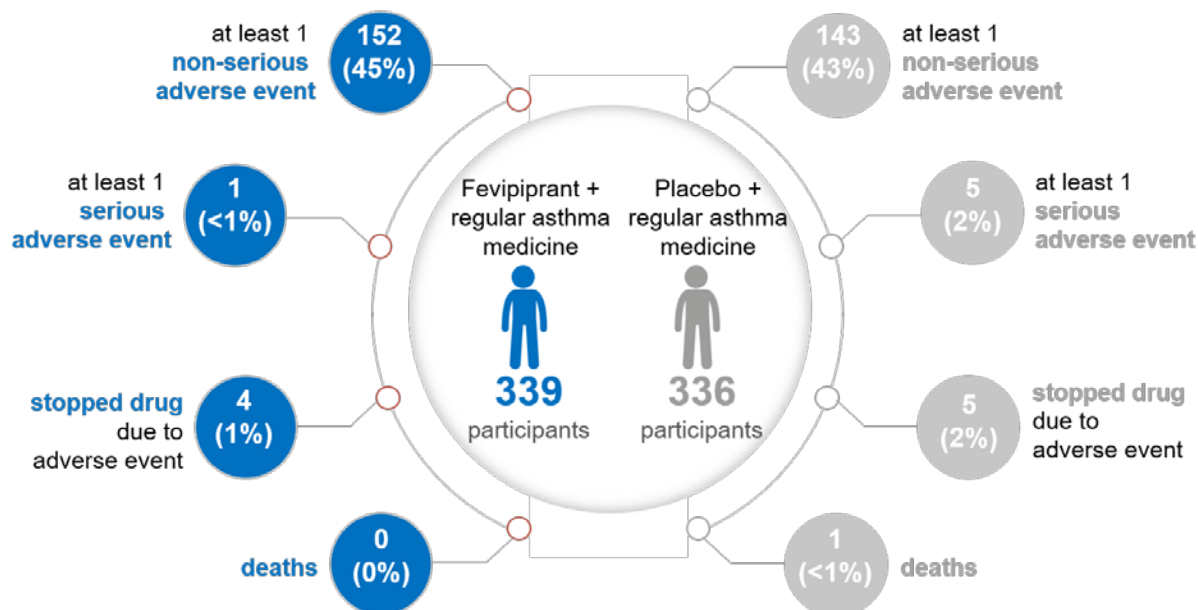 at least 1
non-serious
adverse event
152
(45%)
at least 1
serious
adverse event
1
(<1%)
stopped drug
due to
adverse event
4
(1%)
deaths
0
(0%)
Fevipiprant +
regular asthma
medicine
339
participants
Placebo +
regular asthma
medicine
336
participants
143
(43%)
at least 1
non-serious
adverse event
5
(2%)
at least 1
serious
adverse event
5
(2%)
stopped drug
due to
adverse event
1
(<1%)
deaths